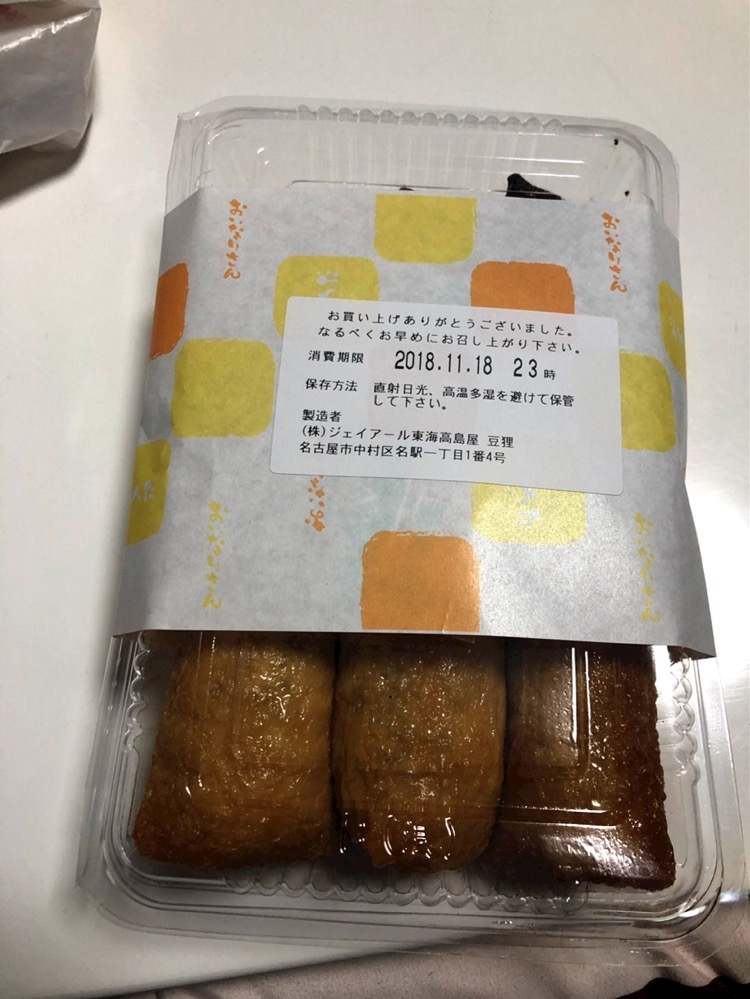 おいなりさん
おいなりさん
お買い上げありがとうございました。
なるべくお早めにお召し上がり下さい。
消費期限 2018.11.18 23時
保存方法 直射日光、高温多湿を避けて保管
して下さい。
製造者
(株)ジェイアール東海高島屋 豆狸
名古屋市中村区名駅一丁目1番4号
おいなりさん
おいなりさん